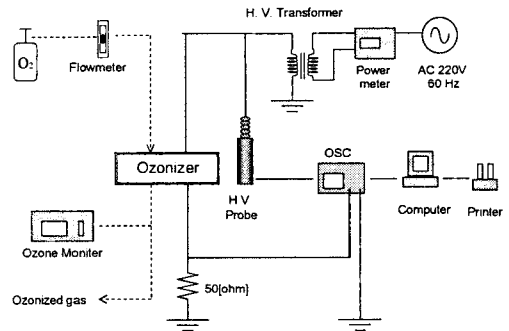 H. V. Transformer
O₂
Flowmeter
Power
meter
AC 220V
60 Hz
Ozonizer
OSC
H V
Probe
Computer
Printer
Ozone Moniter
50[ohm]
Ozonized gas